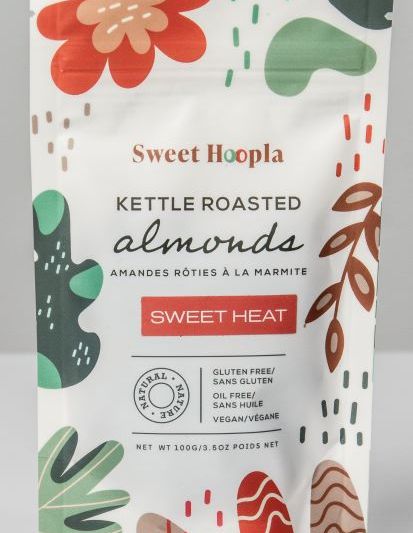 Sweet Hoopla
KETTLE ROASTED
almonds
AMANDES RÔTIES À LA MARMITE
SWEET HEAT
NATURAL • NATURE •
GLUTEN FREE/
SANS GLUTEN
OIL FREE/
SANS HUILE
VEGAN/VÉGANE
NET WT 100G/3.5OZ POIDS NET